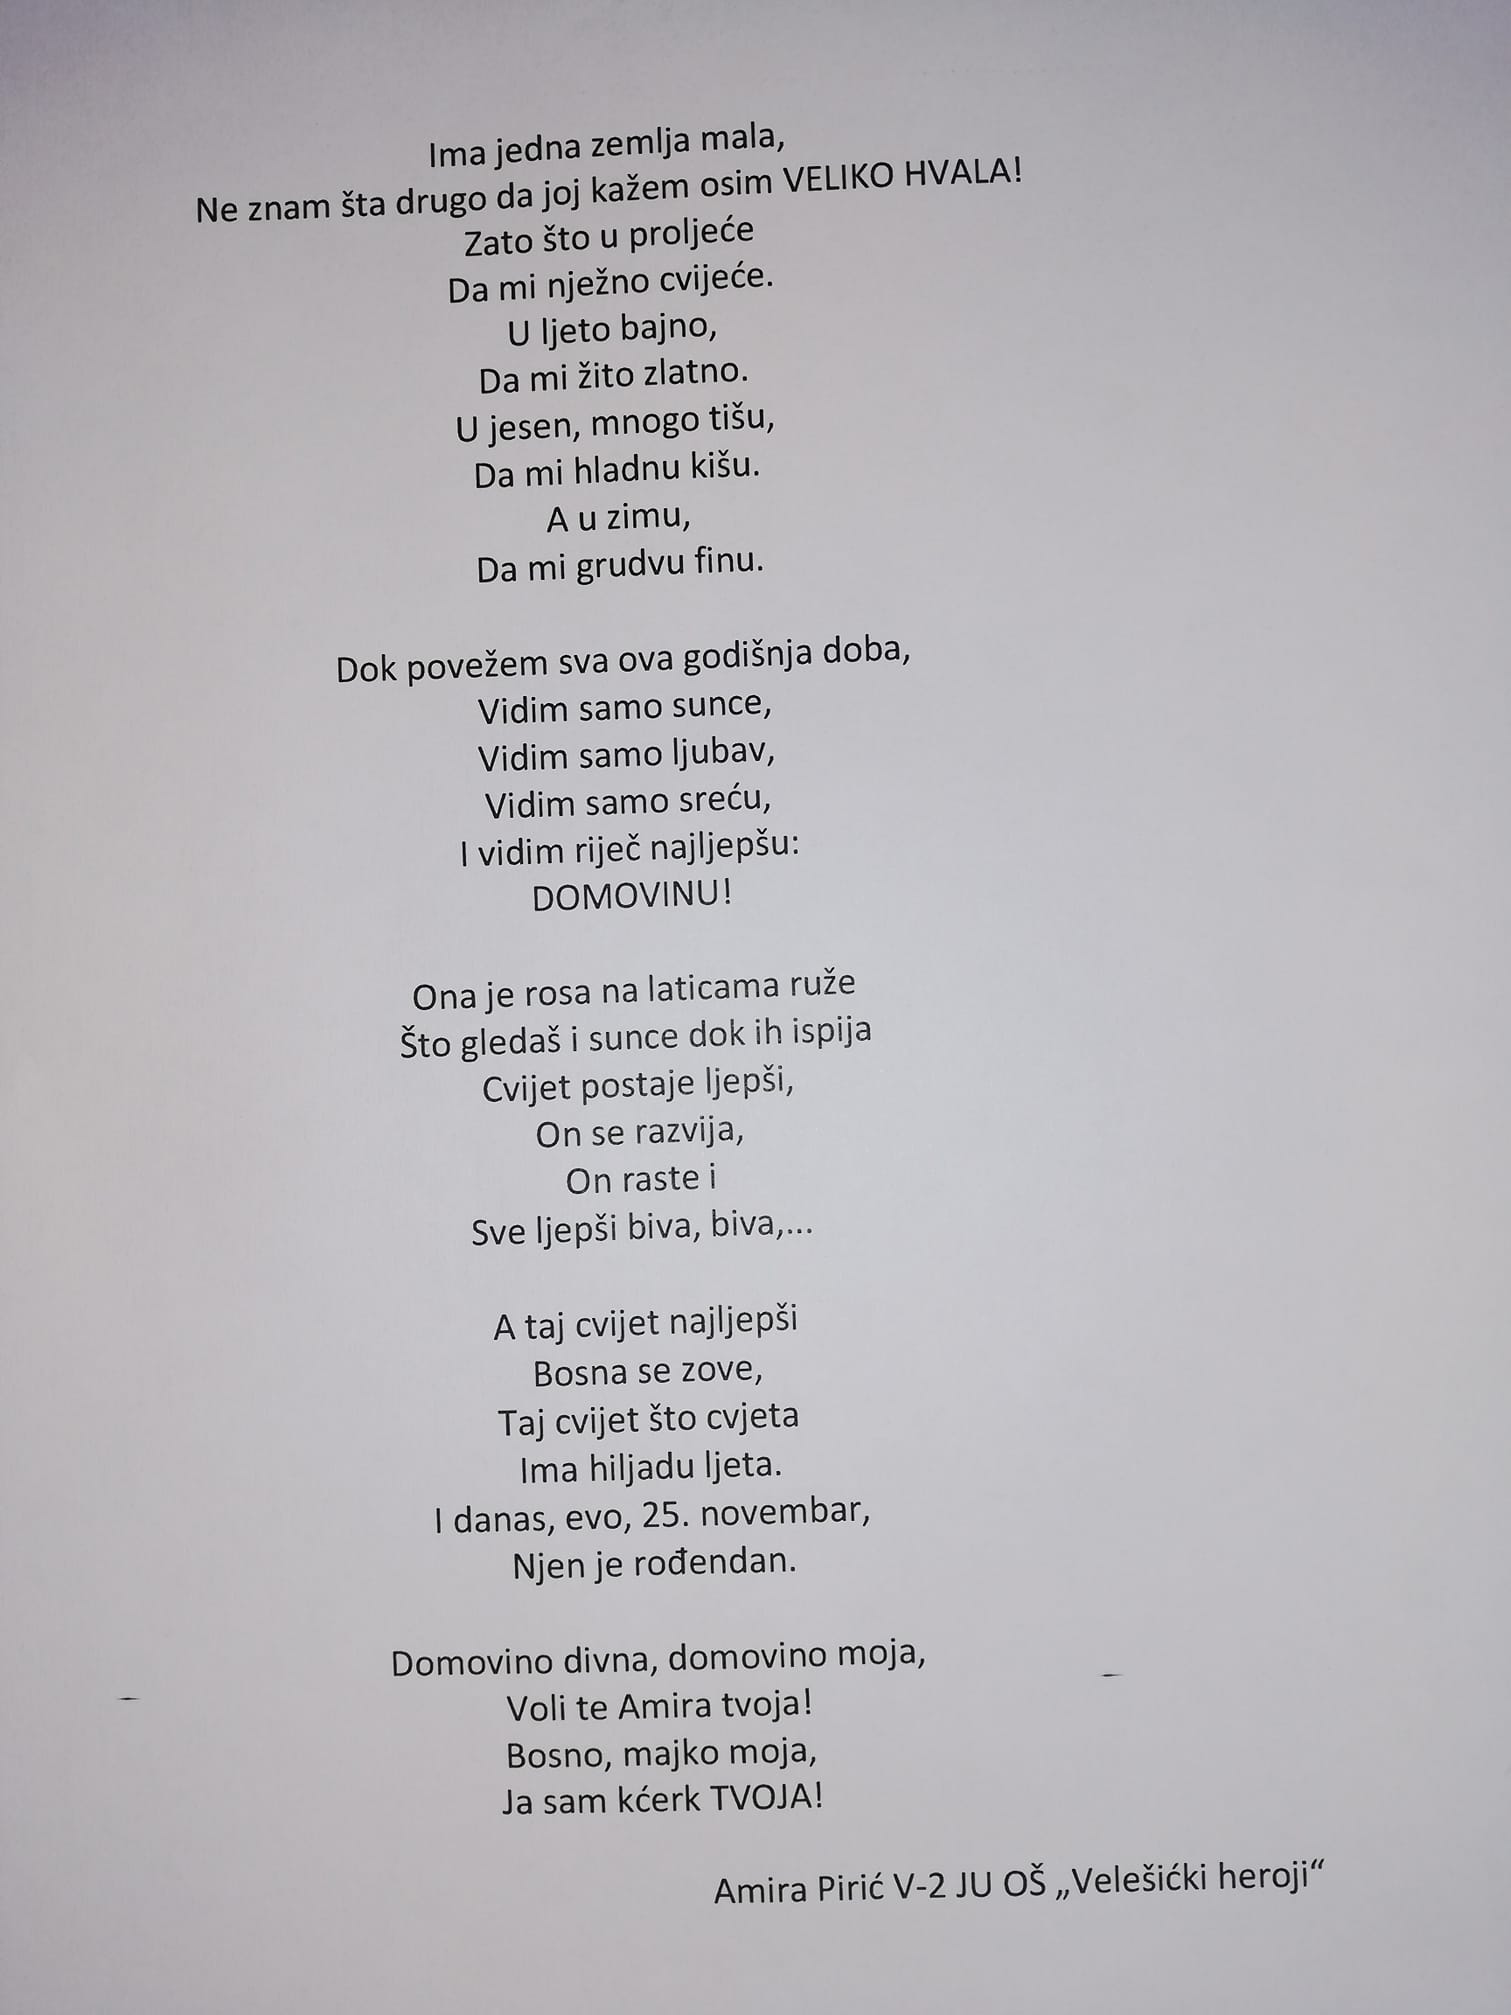 Ima jedna zemlja mala,
Ne znam šta drugo da joj kažem osim VELIKO HVALA!
Zato što u proljeće
Da mi nježno cvijeće.
U ljeto bajno,
Da mi žito zlatno.
U jesen, mnogo tišu,
Da mi hladnu kišu.
A u zimu,
Da mi grudvu finu.
Dok povežem sva ova godišnja doba,
Vidim samo sunce,
Vidim samo ljubav,
Vidim samo sreću,
I vidim riječ najljepšu:
DOMOVINU!
Ona je rosa na laticama ruže
Što gledaš i sunce dok ih ispija
Cvijet postaje ljepši,
On se razvija,
On raste i
Sve ljepši biva, biva,...
A taj cvijet najljepši
Bosna se zove,
Taj cvijet što cvjeta
Ima hiljadu ljeta.
I danas, evo, 25. novembar,
Njen je rođendan.
Domovino divna, domovino moja,
Voli te Amira tvoja!
Bosno, majko moja,
Ja sam kćerk TVOJA!
Amira Pirić V-2 JU OŠ „Velešićki heroji“